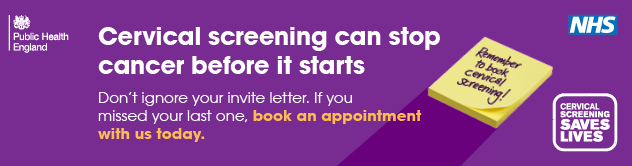 Public Health
England
Cervical screening can stop
cancer before it starts
Don't ignore your invite letter. If you
missed your last one, book an appointment
with us today.
Remember
to book
cervical
screening!
NHS
CERVICAL
SCREENING
SAVES
LIVES